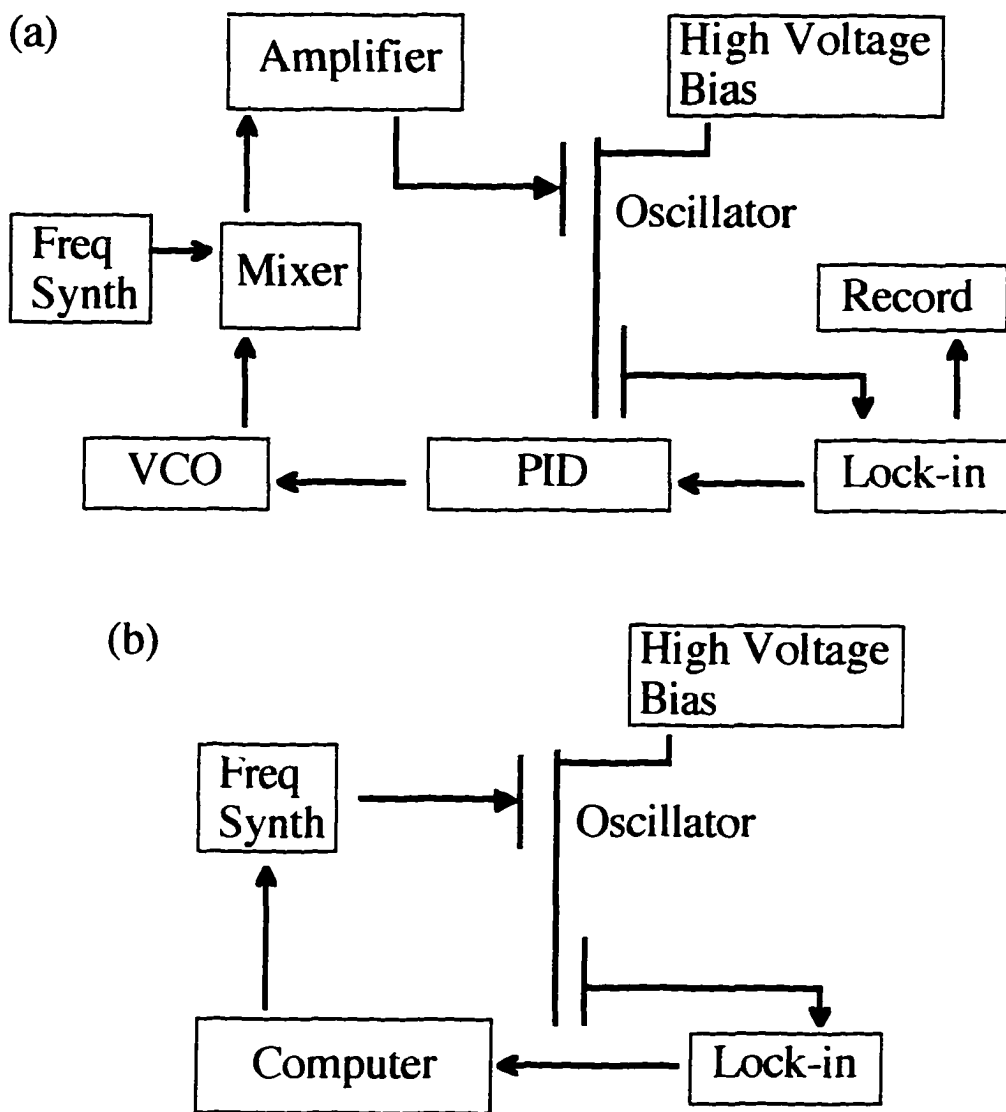 (a)
Amplifier
High Voltage
Bias
Oscillator
Freq
Synth
Mixer
Record
VCO
PID
Lock-in
(b)
High Voltage
Bias
Freq
Synth
Oscillator
Computer
Lock-in